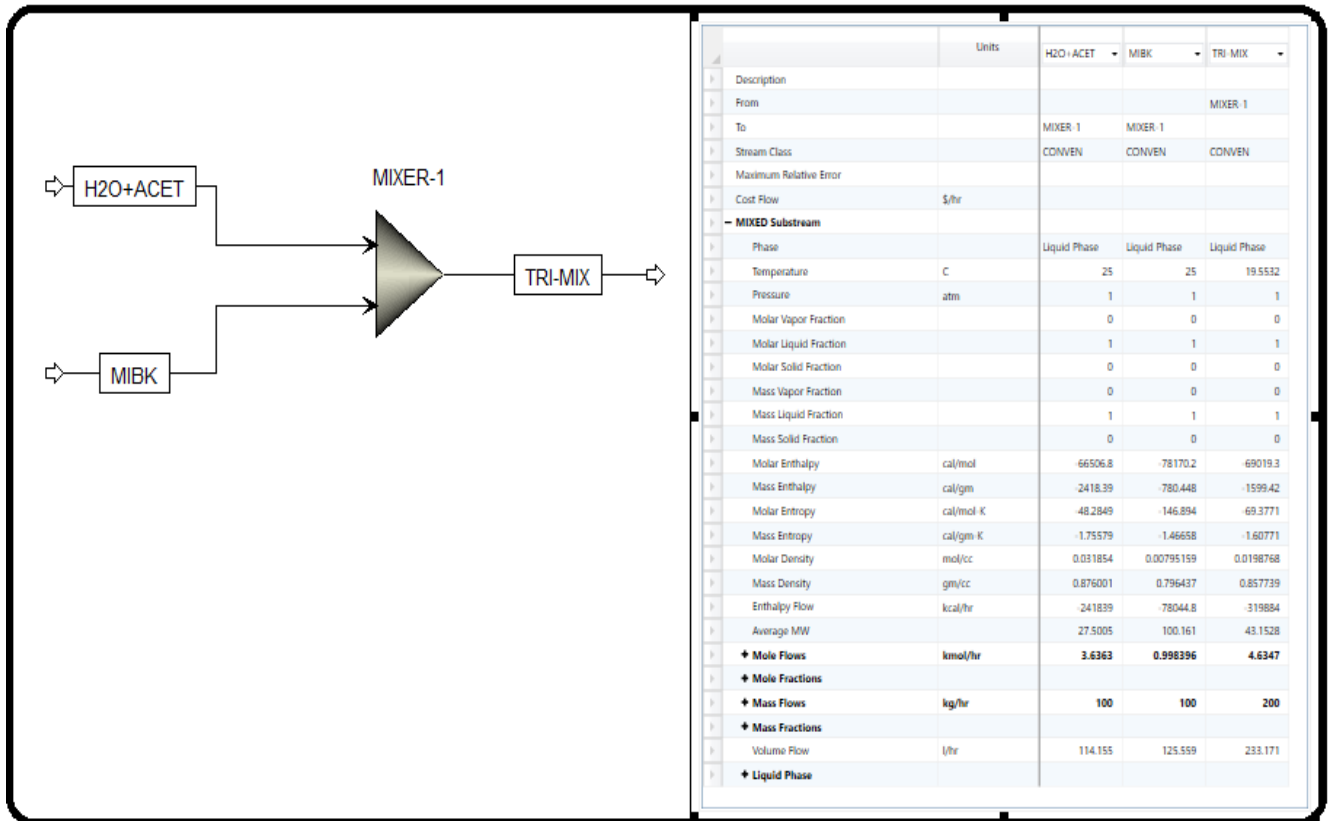 H2O+ACET
MIXER-1
MIBK
TRI-MIX
Units H2O+ACET MIBK TRI-MIX
Description
From MIXER-1
To MIXER-1 MIXER-1
Stream Class CONVEN CONVEN CONVEN
Maximum Relative Error
Cost Flow $/hr
− MIXED Substream
Phase Liquid Phase Liquid Phase Liquid Phase
Temperature C 25 25 19.5532
Pressure atm 1 1 1
Molar Vapor Fraction 0 0 0
Molar Liquid Fraction 1 1 1
Molar Solid Fraction 0 0 0
Mass Vapor Fraction 0 0 0
Mass Liquid Fraction 1 1 1
Mass Solid Fraction 0 0 0
Molar Enthalpy cal/mol -66506.8 -78170.2 -69019.3
Mass Enthalpy cal/gm -2418.39 -780.448 -1599.42
Molar Entropy cal/mol-K -48.2849 -146.894 -69.3771
Mass Entropy cal/gm-K -1.75579 -1.46658 -1.60771
Molar Density mol/cc 0.031854 0.00795159 0.0198768
Mass Density gm/cc 0.876001 0.796437 0.857739
Enthalpy Flow kcal/hr -241839 -78044.8 -319884
Average MW 27.5005 100.161 43.1528
+ Mole Flows kmol/hr 3.6363 0.998396 4.6347
+ Mole Fractions
+ Mass Flows kg/hr 100 100 200
+ Mass Fractions
Volume Flow l/hr 114.155 125.559 233.171
+ Liquid Phase